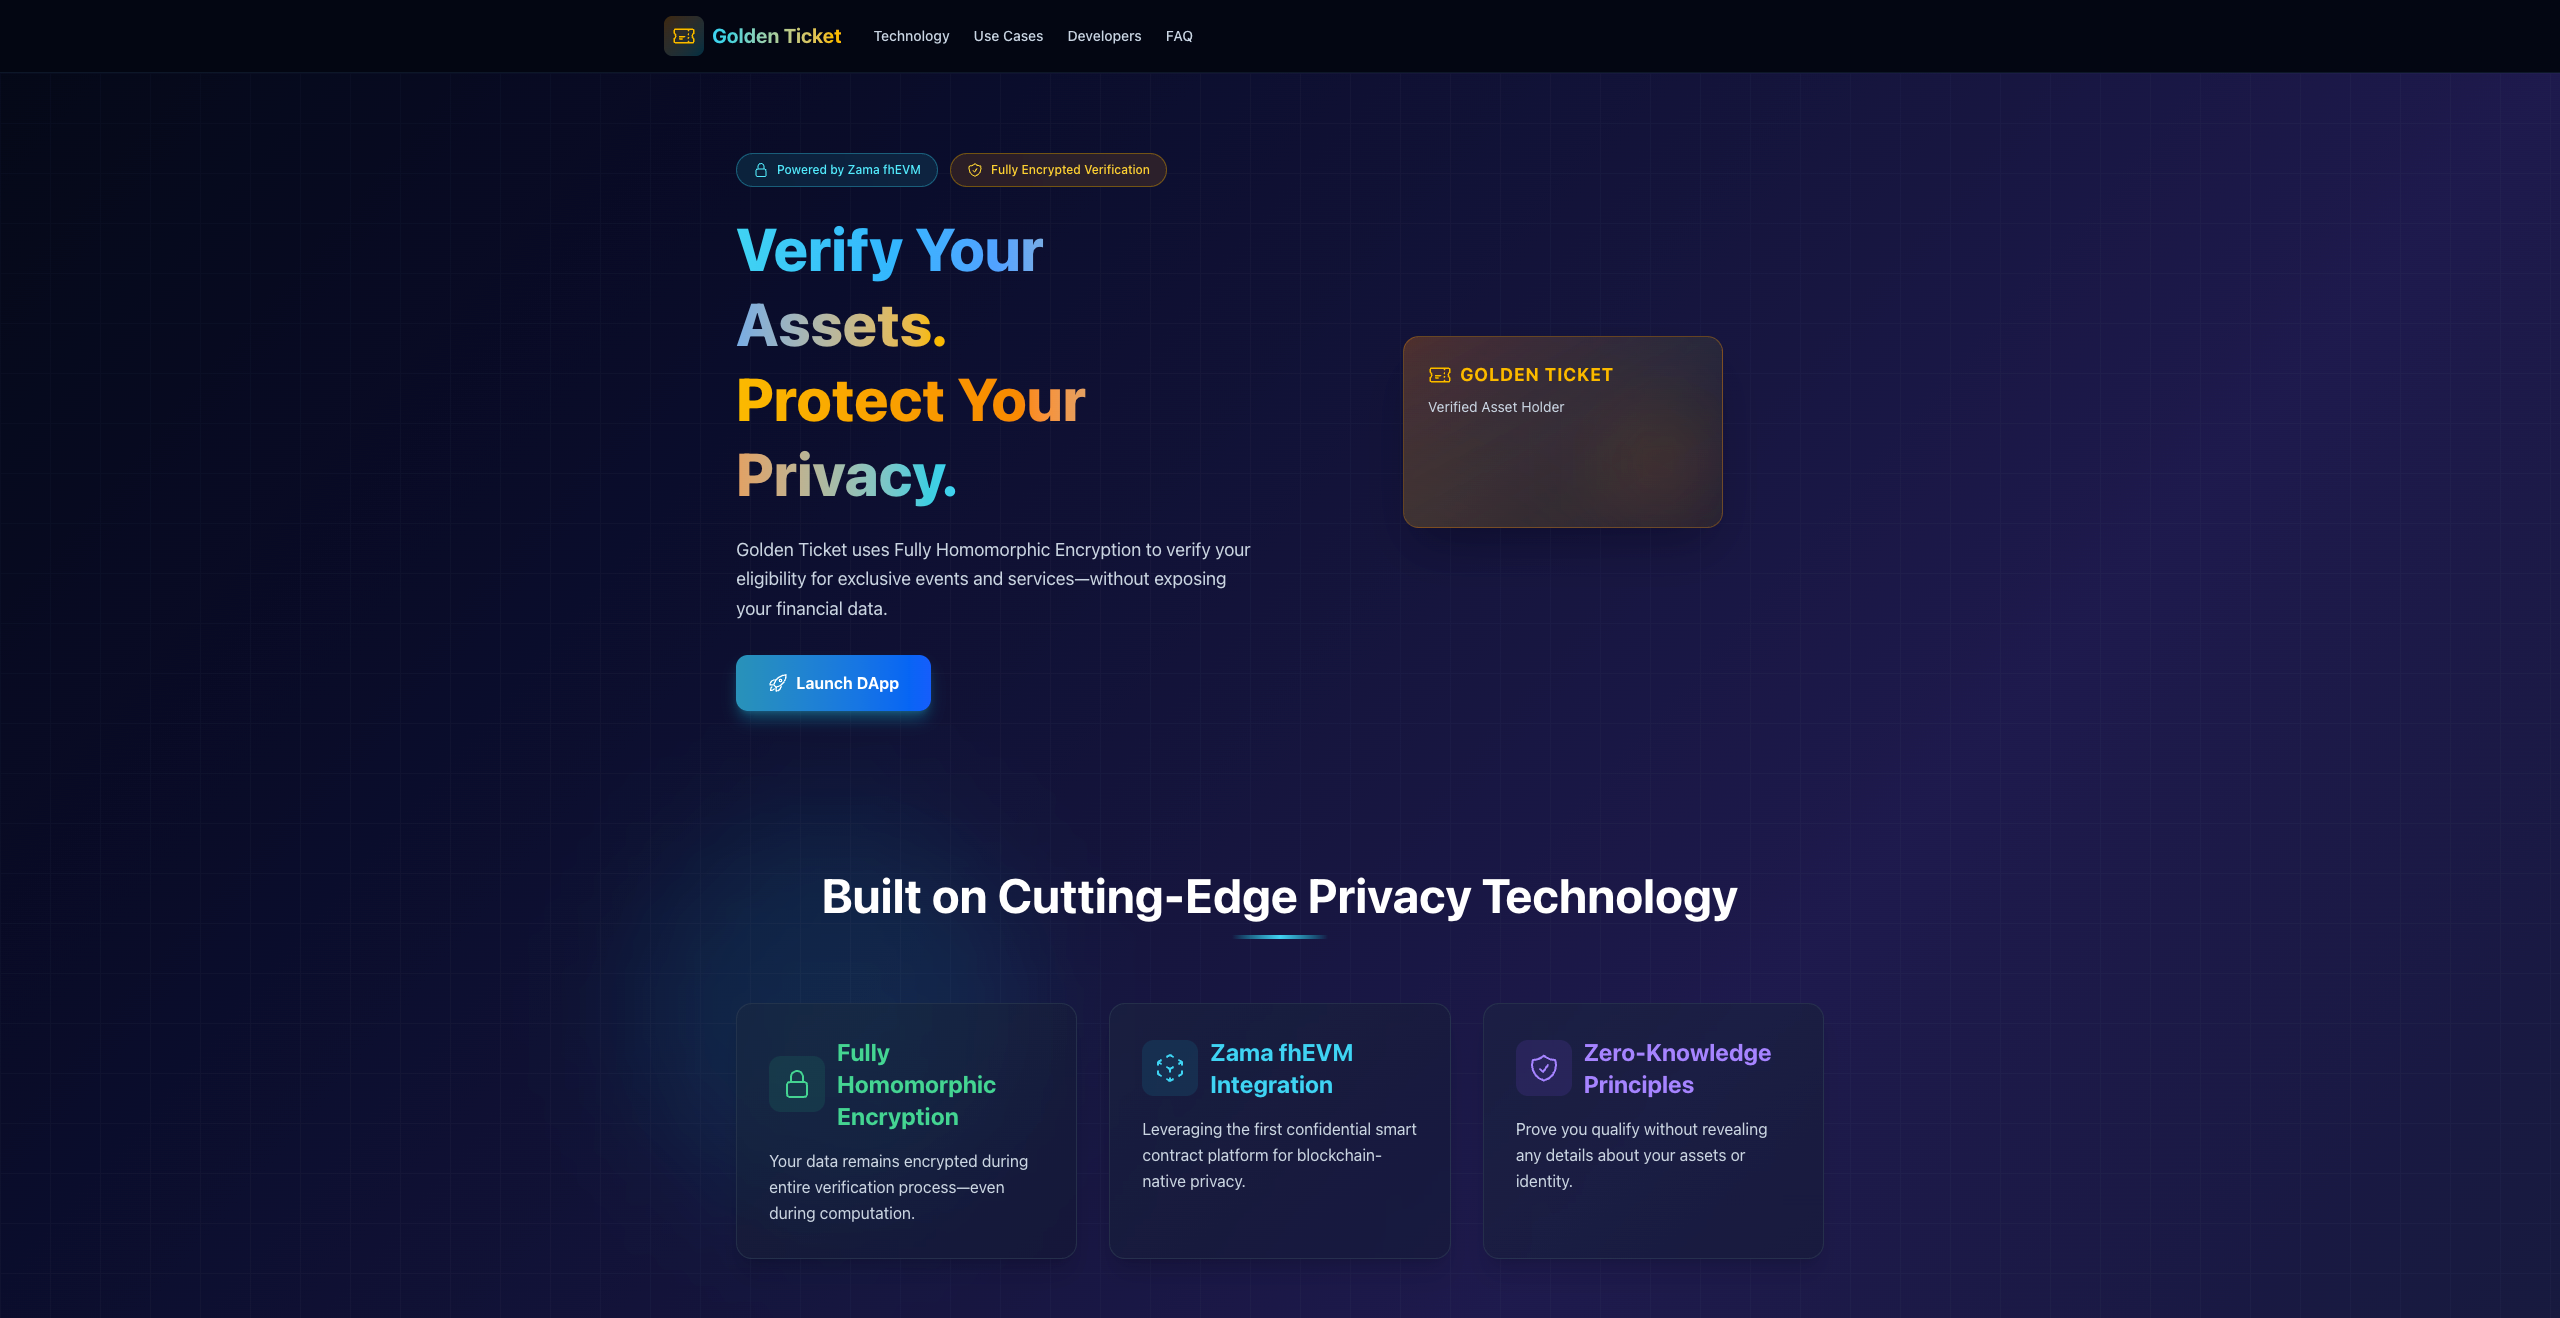 Golden Ticket
Technology
Use Cases
Developers
FAQ
Powered by Zama fhEVM
Fully Encrypted Verification
Verify Your
Assets.
Protect Your
Privacy.
Golden Ticket uses Fully Homomorphic Encryption to verify your
eligibility for exclusive events and services—without exposing
your financial data.
Launch DApp
GOLDEN TICKET
Verified Asset Holder
Built on Cutting-Edge Privacy Technology
Fully
Homomorphic
Encryption
Your data remains encrypted during
entire verification process—even
during computation.
Zama fhEVM
Integration
Leveraging the first confidential smart
contract platform for blockchain-
native privacy.
Zero-Knowledge
Principles
Prove you qualify without revealing
any details about your assets or
identity.